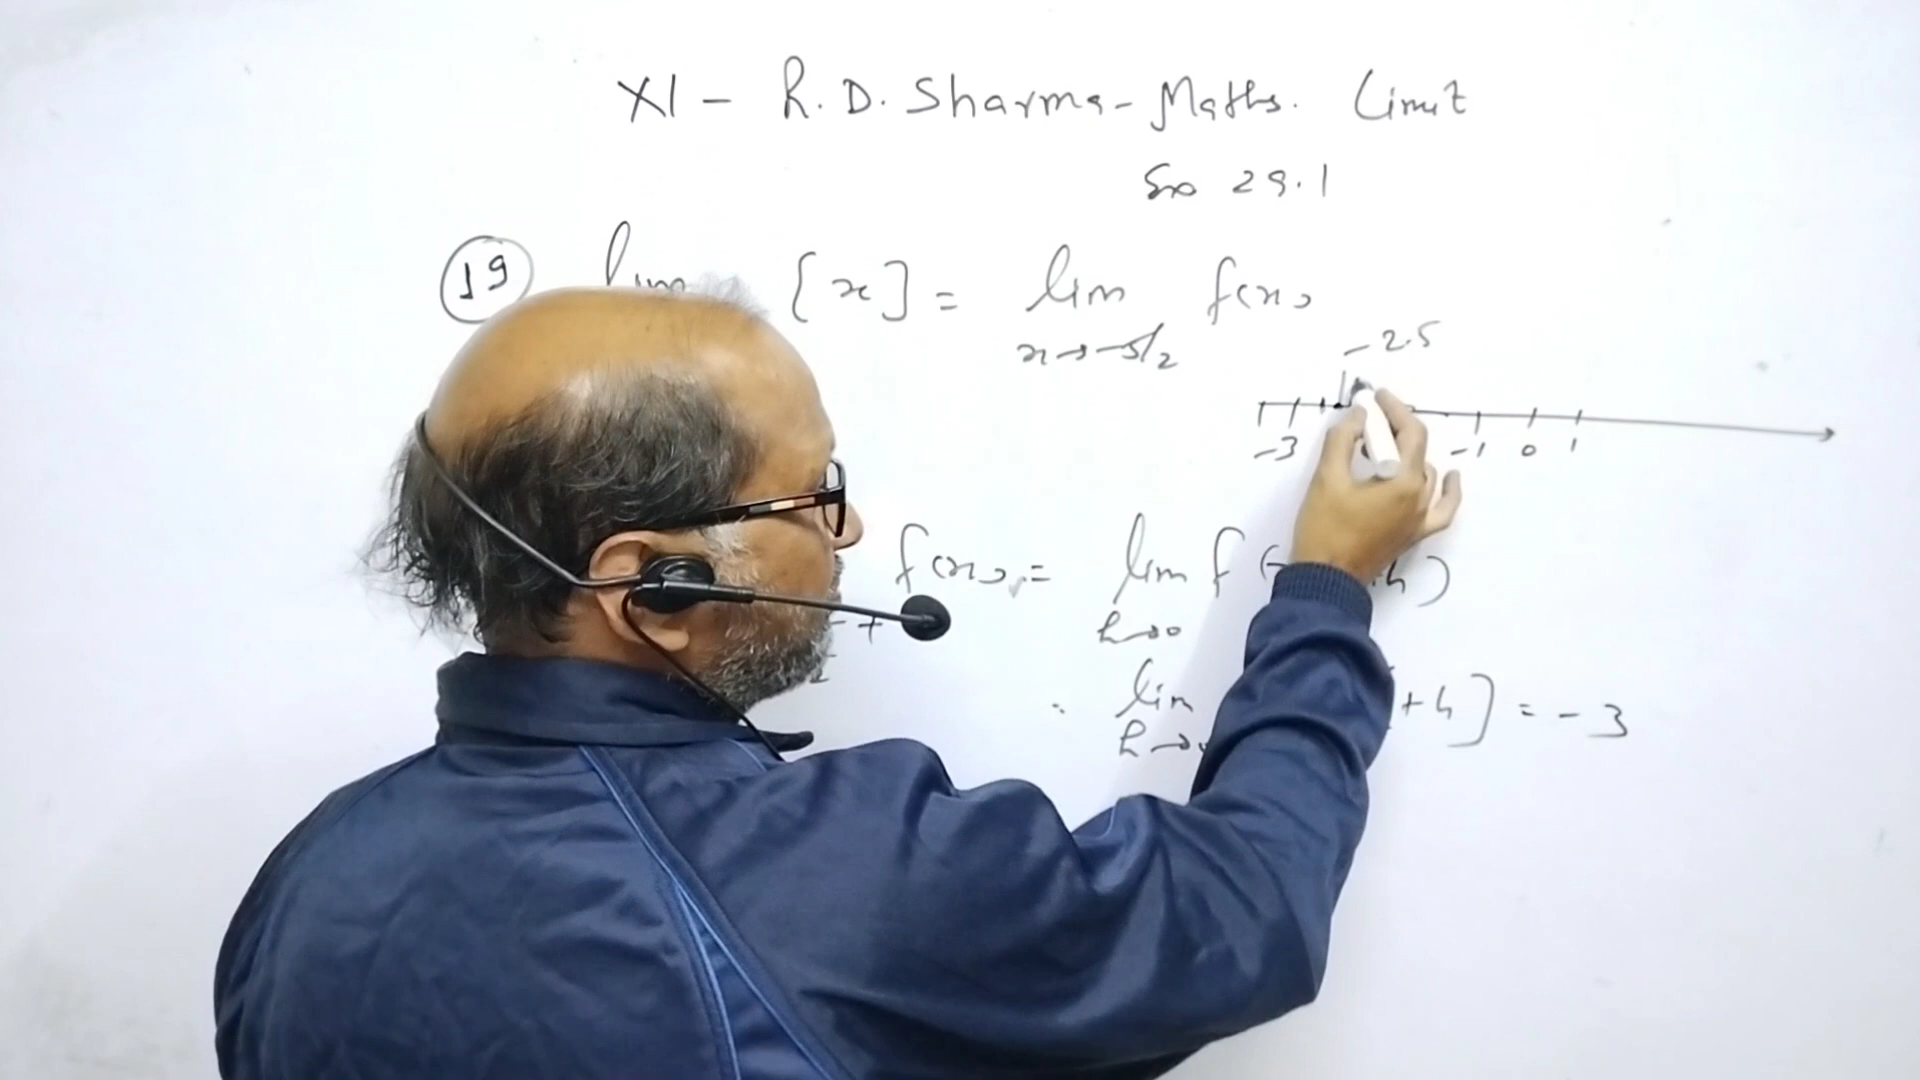 XI - R.D. Sharma - Maths. Limit
Ex 29.1
19 lim [x] = lim f(x)
x→-5/2
-2.5
-3 -1 0 1
f(x) = lim f(- h)
h→0
= lim +h] = -3
h→0